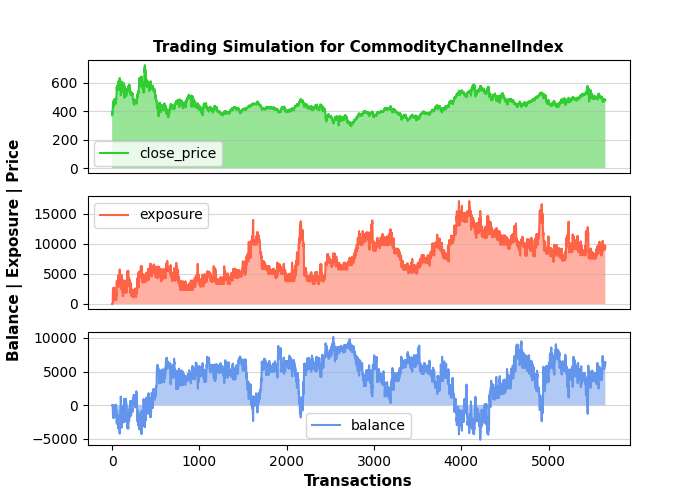 Trading Simulation for CommodityChannelIndex
Balance | Exposure | Price
600
400
200
0
close_price
15000
10000
5000
0
exposure
10000
5000
0
−5000
balance
0 1000 2000 3000 4000 5000
Transactions